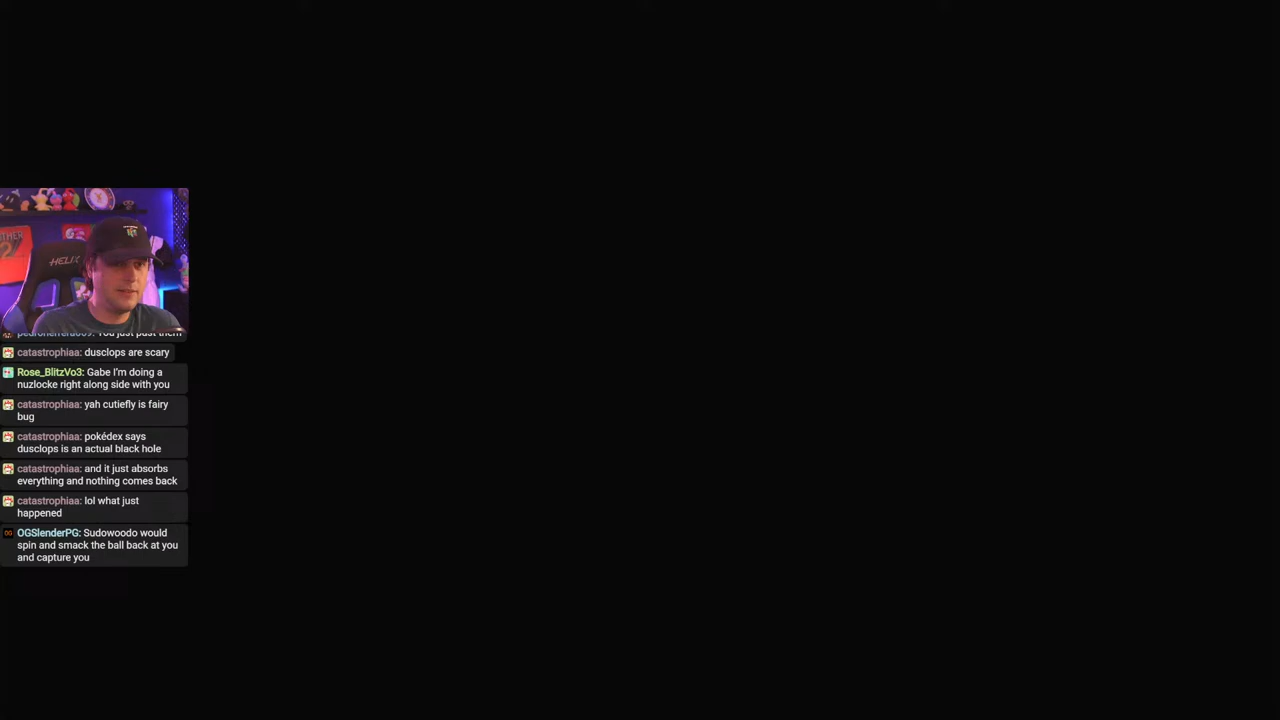 OTHER
HELIX
catastrophiaa: dusclops are scary
Rose_BlitzVo3: Gabe I'm doing a
nuzlocke right along side with you
catastrophiaa: yah cutiefly is fairy
bug
catastrophiaa: pokédex says
dusclops is an actual black hole
catastrophiaa: and it just absorbs
everything and nothing comes back
catastrophiaa: lol what just
happened
OGSlenderPG: Sudowoodo would
spin and smack the ball back at you
and capture you